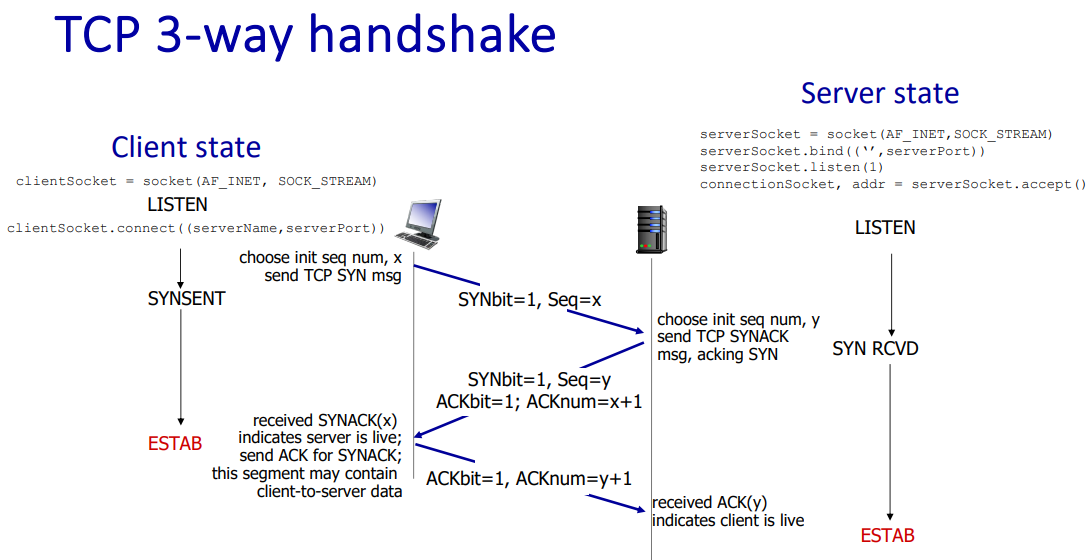 TCP 3-way handshake
Server state
serverSocket = socket(AF_INET,SOCK_STREAM)
serverSocket.bind((‘’,serverPort))
serverSocket.listen(1)
connectionSocket, addr = serverSocket.accept()
Client state
clientSocket = socket(AF_INET, SOCK_STREAM)
LISTEN
clientSocket.connect((serverName,serverPort))
LISTEN
choose init seq num, x
send TCP SYN msg
SYNSENT
SYNbit=1, Seq=x
choose init seq num, y
send TCP SYNACK
msg, acking SYN
SYN RCVD
SYNbit=1, Seq=y
ACKbit=1; ACKnum=x+1
received SYNACK(x)
indicates server is live;
send ACK for SYNACK;
this segment may contain
client-to-server data
ESTAB
ACKbit=1, ACKnum=y+1
received ACK(y)
indicates client is live
ESTAB